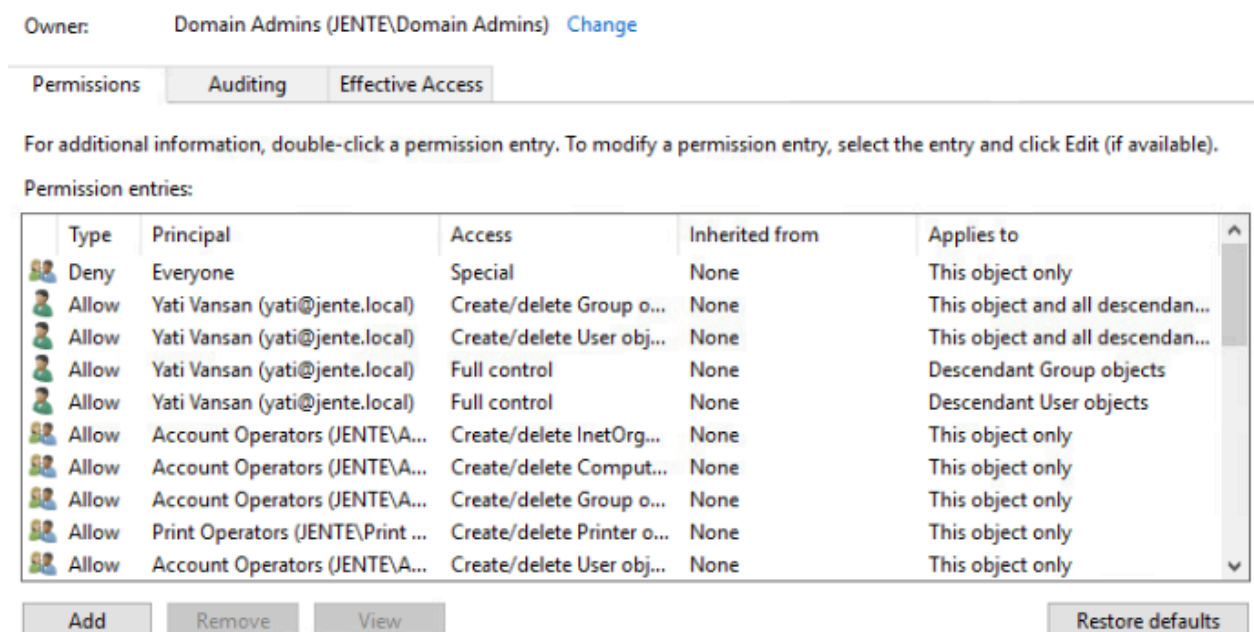 Owner: Domain Admins (JENTE\Domain Admins) Change
Permissions Auditing Effective Access
For additional information, double-click a permission entry. To modify a permission entry, select the entry and click Edit (if available).
Permission entries:
Type Principal Access Inherited from Applies to
Deny Everyone Special None This object only
Allow Yati Vansan (yati@jente.local) Create/delete Group o... None This object and all descendan...
Allow Yati Vansan (yati@jente.local) Create/delete User obj... None This object and all descendan...
Allow Yati Vansan (yati@jente.local) Full control None Descendant Group objects
Allow Yati Vansan (yati@jente.local) Full control None Descendant User objects
Allow Account Operators (JENTE\A... Create/delete InetOrg... None This object only
Allow Account Operators (JENTE\A... Create/delete Comput... None This object only
Allow Account Operators (JENTE\A... Create/delete Group o... None This object only
Allow Print Operators (JENTE\Print ... Create/delete Printer o... None This object only
Allow Account Operators (JENTE\A... Create/delete User obj... None This object only
Add Remove View Restore defaults